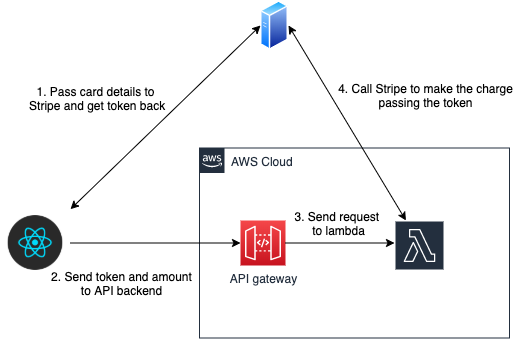 1. Pass card details to
Stripe and get token back
4. Call Stripe to make the charge
passing the token
aws
AWS Cloud
3. Send request
to lambda
2. Send token and amount
to API backend
API gateway